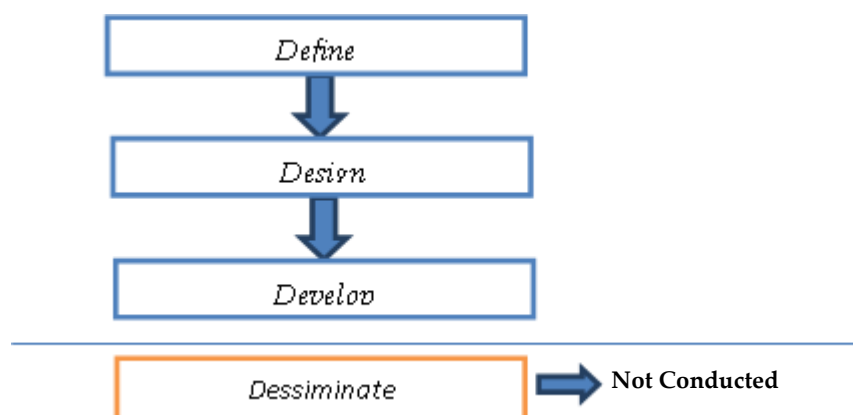 Define
Design
Develop
Dessiminate
Not Conducted